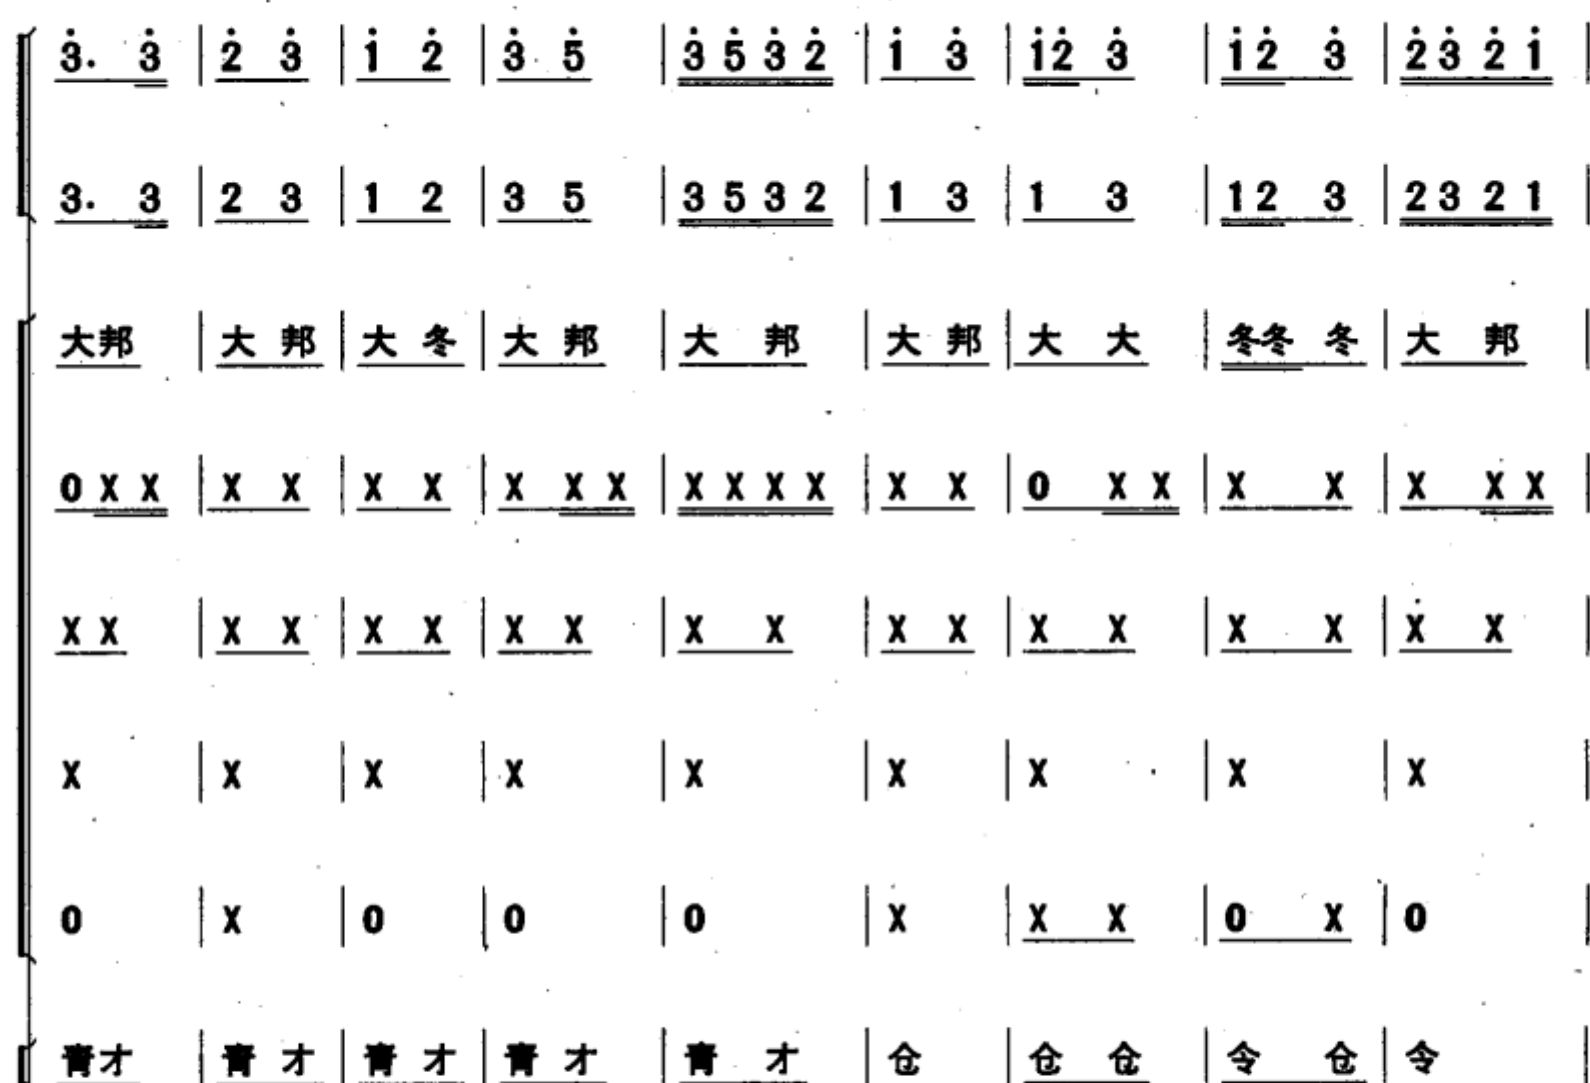 3. 3 | 2 3 | 1 2 | 3 5 | 3 5 3 2 | 1 3 | 12 3 | 12 3 | 23 2 1 |
3. 3 | 2 3 | 1 2 | 3 5 | 3 5 3 2 | 1 3 | 1 3 | 12 3 | 23 2 1 |
大邦 | 大 邦 | 大 冬 | 大 邦 | 大 邦 | 大 邦 | 大 大 | 冬冬 冬 | 大 邦 |
0 X X | X X | X X | X X X | X X X X | X X | 0 X X | X X | X X X |
X X | X X | X X | X X | X X | X X | X X | X X | X X |
X | X | X | X | X | X | X | X | X |
0 | X | 0 | 0 | 0 | X | X X | 0 X | 0 |
青才 | 青 才 | 青 才 | 青 才 | 青 才 | 仓 | 仓 仓 | 令 仓 | 令 |